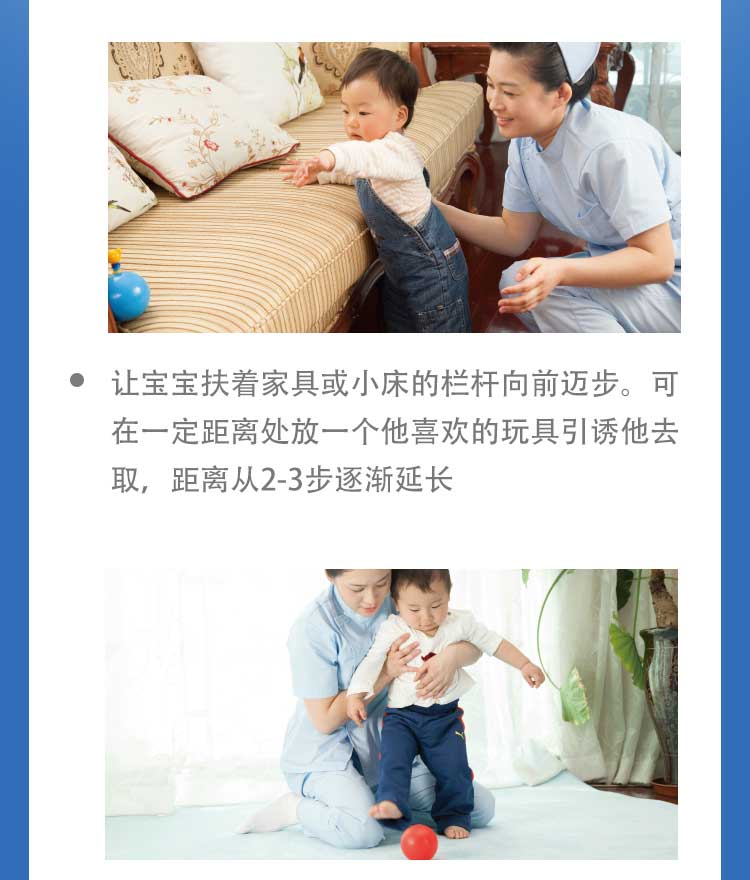 让宝宝扶着家具或小床的栏杆向前迈步。可
在一定距离处放一个他喜欢的玩具引诱他去
取，距离从2-3步逐渐延长